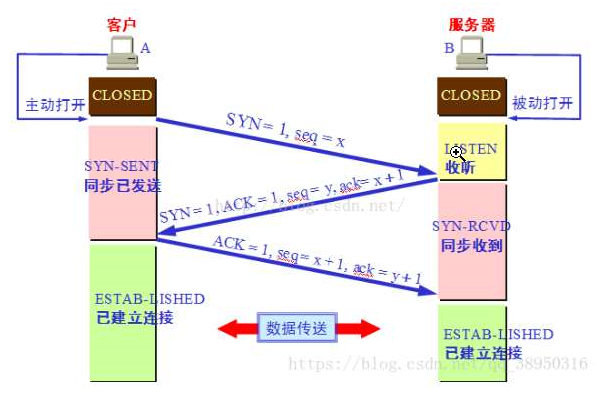 客户
服务器
A
B
CLOSED
CLOSED
主动打开
被动打开
SYN=1, seq=x
LISTEN
收听
SYN-SENT
同步已发送
SYN=1, ACK=1, seq=y, ack=x+1
http://blog.csdn.net/
SYN-RCVD
同步收到
ACK=1, seq=x+1, ack=y+1
ESTAB-LISHED
已建立连接
数据传送
ESTAB-LISHED
已建立连接
https://blog.csdn.net/qq_38950316